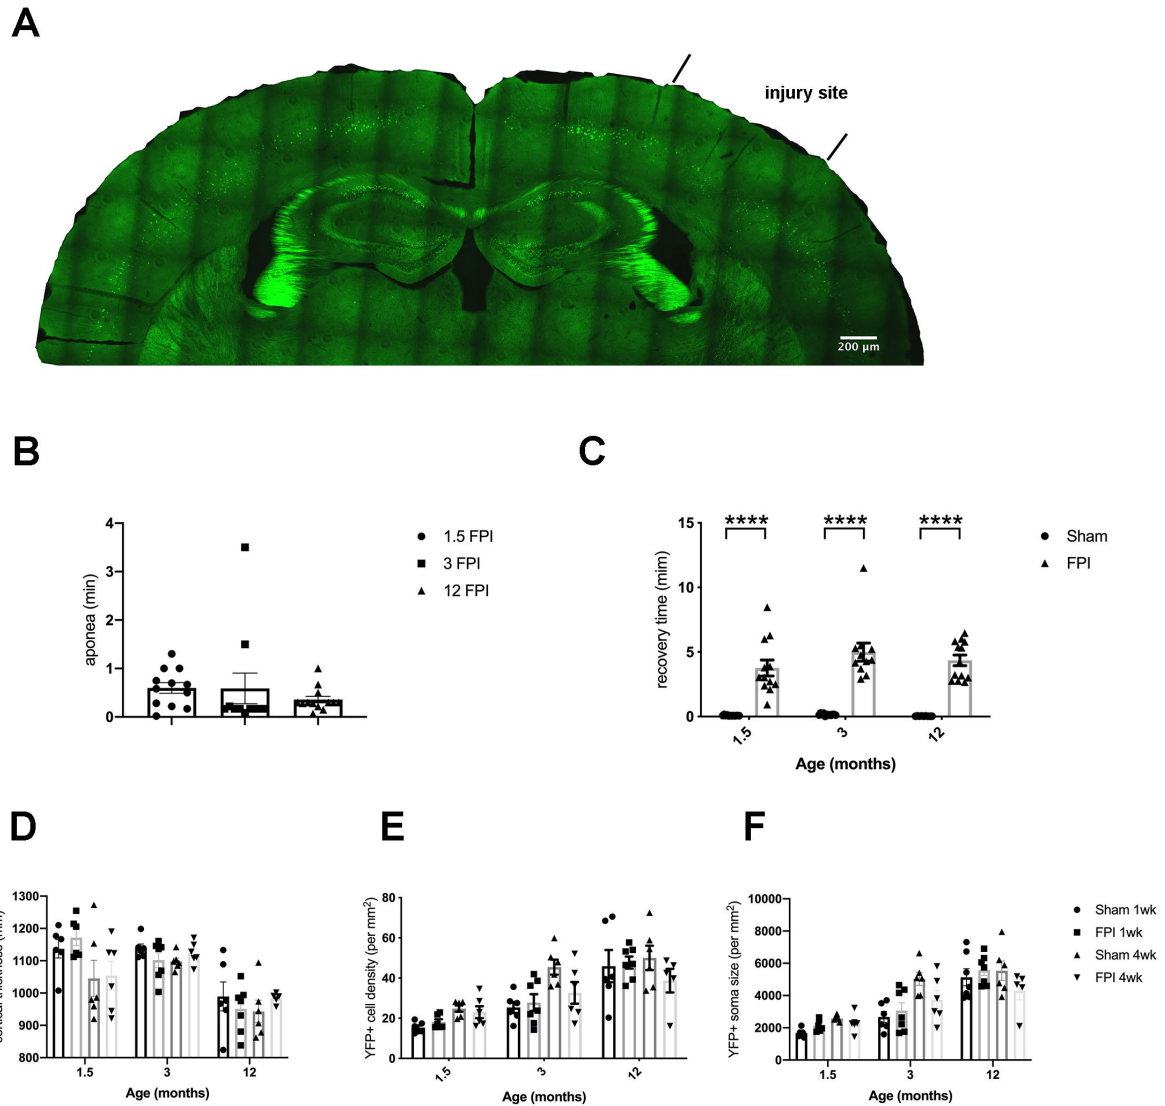 A
injury site
200 µm
B
C
4
3
2
1
0
aponea (min)
1.5 FPI
3 FPI
12 FPI
15
10
5
0
recovery time (mim)
****
****
****
1.5
3
12
Age (months)
Sham
FPI
D
E
F
1300
1200
1100
1000
900
800
1.5
3
12
Age (months)
80
60
40
20
0
YFP+ cell density (per mm²)
1.5
3
12
Age (months)
10000
8000
6000
4000
2000
0
YFP+ soma size (per mm²)
1.5
3
12
Age (months)
Sham 1wk
FPI 1wk
Sham 4wk
FPI 4wk